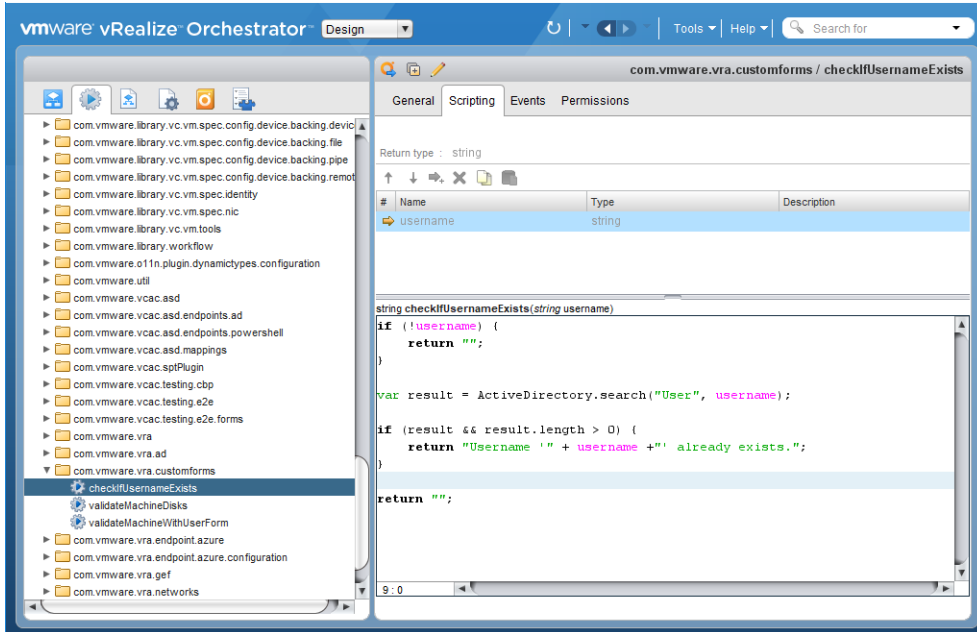 vmware vRealize Orchestrator Design
Tools Help Search for
com.vmware.library.vc.vm.spec.config.device.backing.devic
com.vmware.library.vc.vm.spec.config.device.backing.file
com.vmware.library.vc.vm.spec.config.device.backing.pipe
com.vmware.library.vc.vm.spec.config.device.backing.remot
com.vmware.library.vc.vm.spec.identity
com.vmware.library.vc.vm.spec.nic
com.vmware.library.vc.vm.tools
com.vmware.library.workflow
com.vmware.o11n.plugin.dynamictypes.configuration
com.vmware.util
com.vmware.vcac.asd
com.vmware.vcac.asd.endpoints.ad
com.vmware.vcac.asd.endpoints.powershell
com.vmware.vcac.asd.mappings
com.vmware.vcac.sptPlugin
com.vmware.vcac.testing.cbp
com.vmware.vcac.testing.e2e
com.vmware.vcac.testing.e2e.forms
com.vmware.vra
com.vmware.vra.ad
com.vmware.vra.customforms
checkIfUsernameExists
validateMachineDisks
validateMachineWithUserForm
com.vmware.vra.endpoint.azure
com.vmware.vra.endpoint.azure.configuration
com.vmware.vra.gef
com.vmware.vra.networks
com.vmware.vra.customforms / checkIfUsernameExists
General Scripting Events Permissions
Return type : string
# Name Type Description
username string
string checkIfUsernameExists(string username)
if (!username) {
return "";
}
var result = ActiveDirectory.search("User", username);
if (result && result.length > 0) {
return "Username '" + username +"' already exists.";
}
return "";
9 : 0